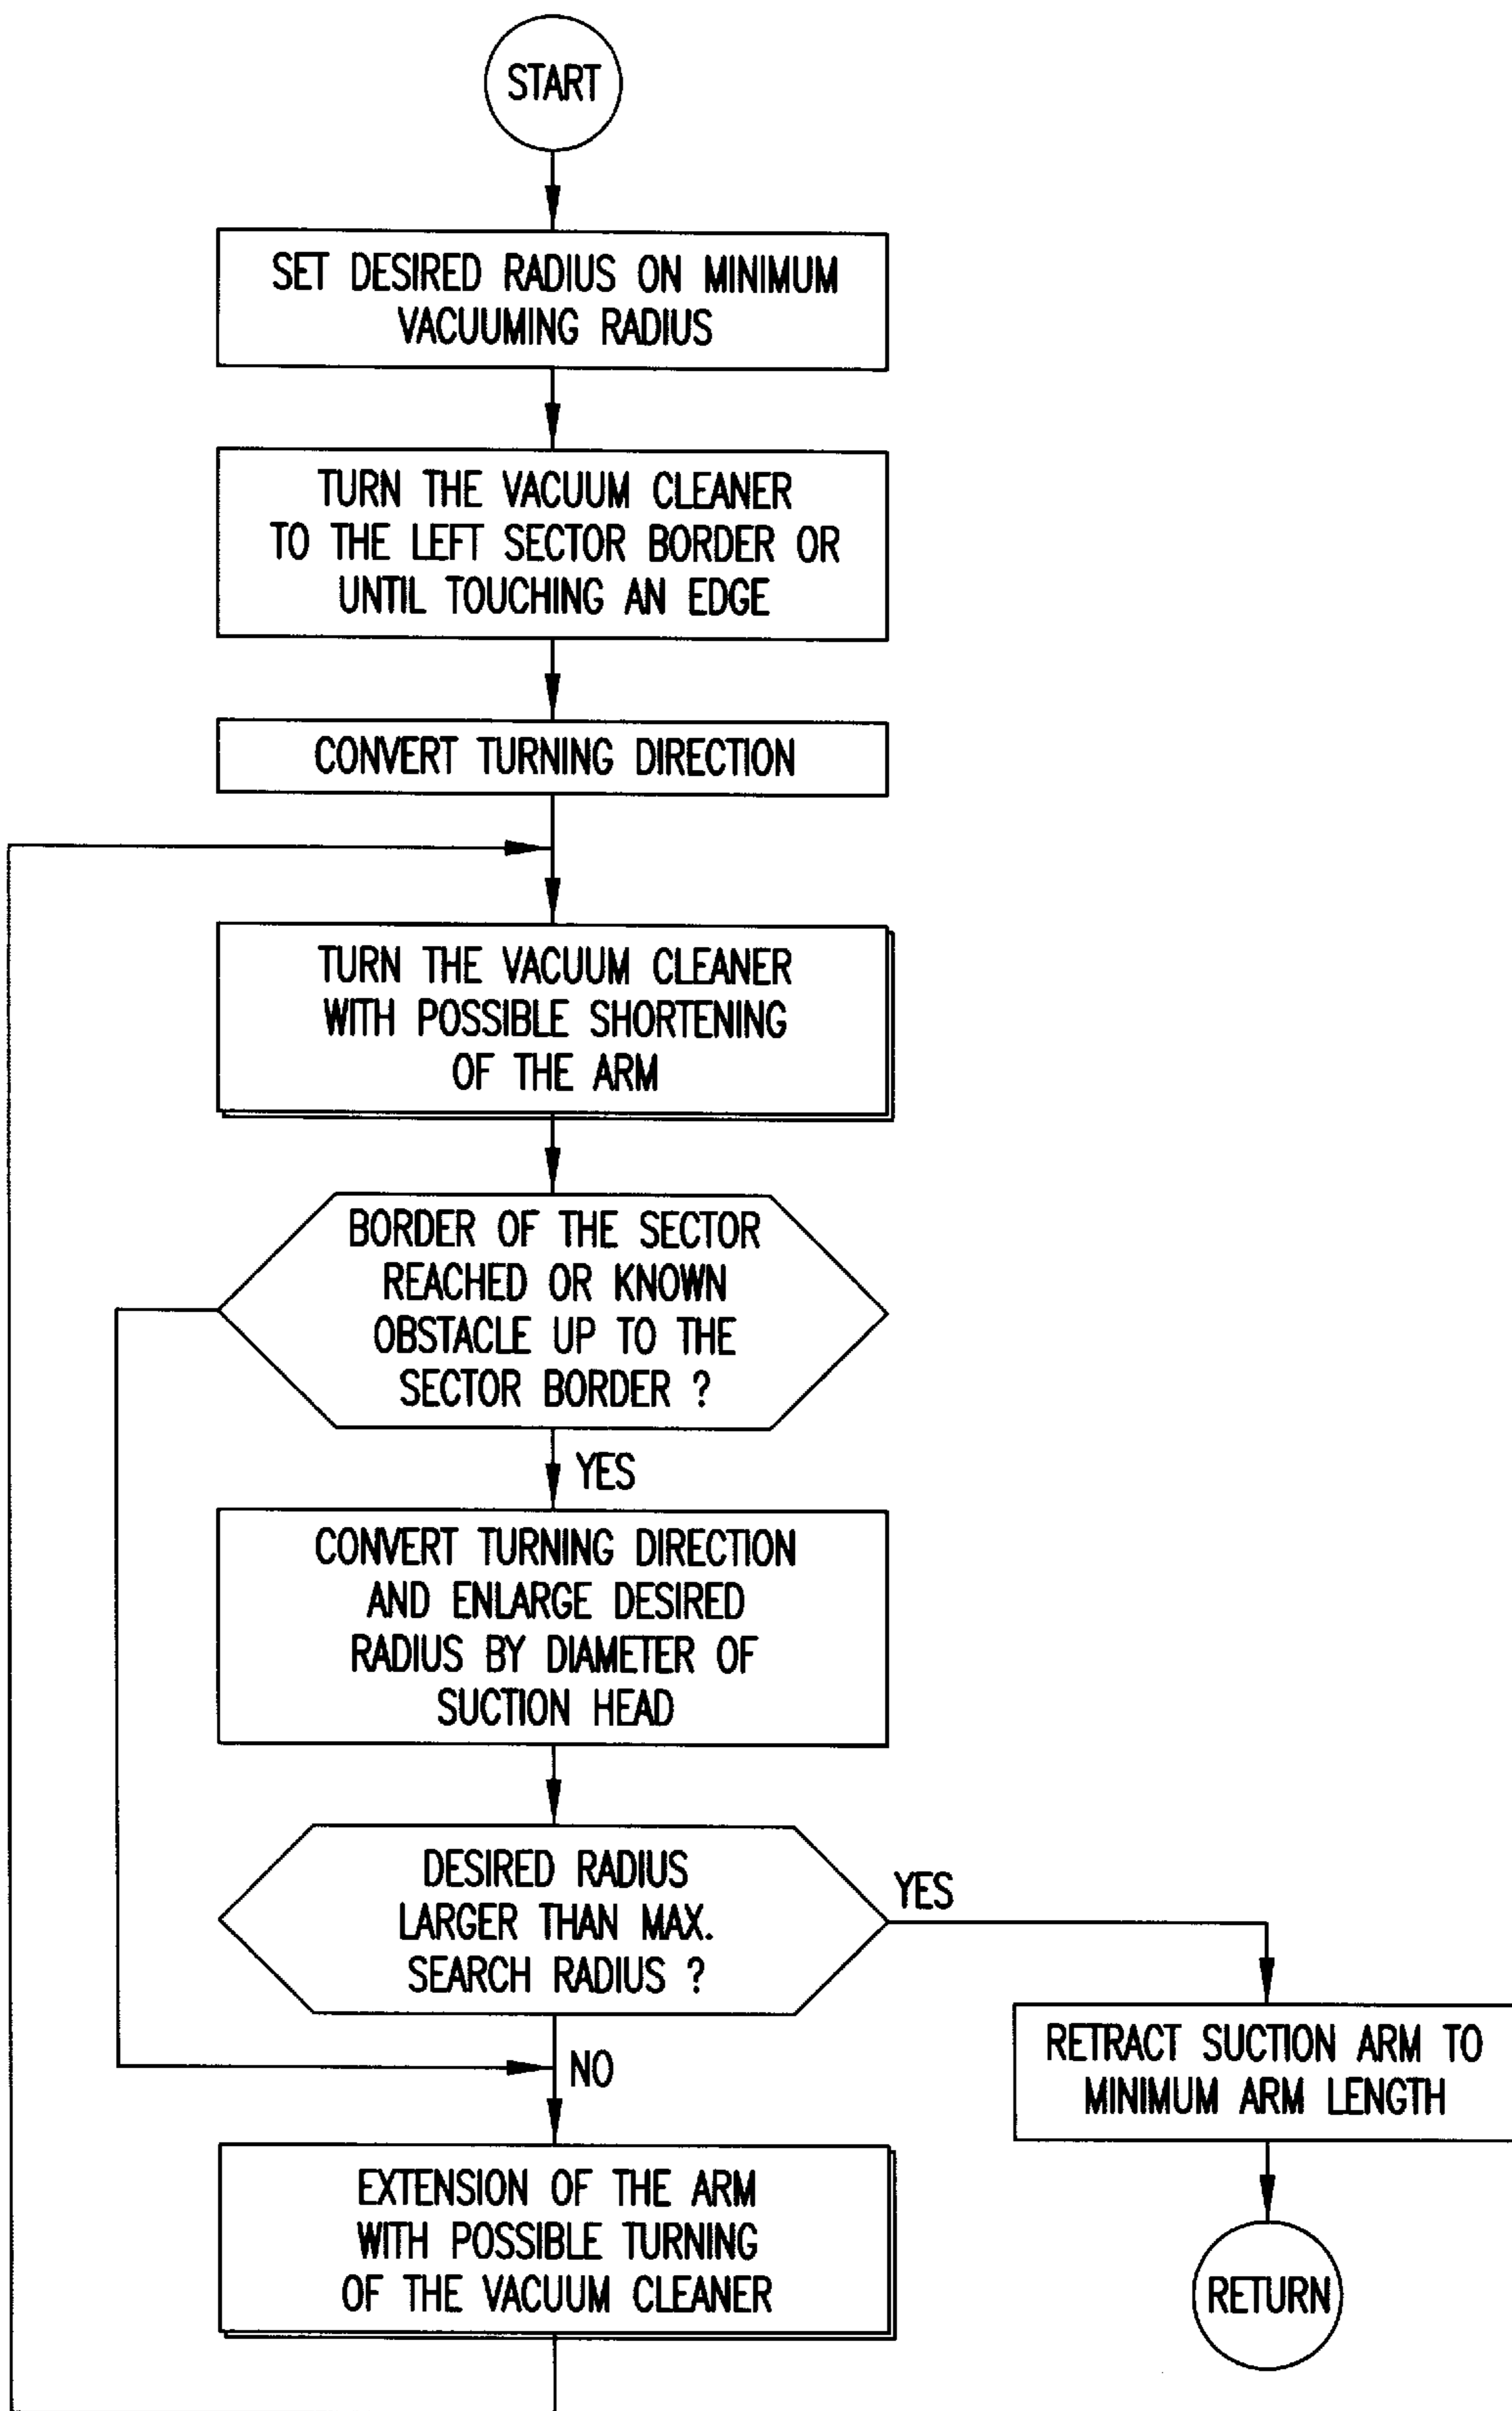 START
SET DESIRED RADIUS ON MINIMUM
VACUUMING RADIUS
TURN THE VACUUM CLEANER
TO THE LEFT SECTOR BORDER OR
UNTIL TOUCHING AN EDGE
CONVERT TURNING DIRECTION
TURN THE VACUUM CLEANER
WITH POSSIBLE SHORTENING
OF THE ARM
BORDER OF THE SECTOR
REACHED OR KNOWN
OBSTACLE UP TO THE
SECTOR BORDER ?
YES
CONVERT TURNING DIRECTION
AND ENLARGE DESIRED
RADIUS BY DIAMETER OF
SUCTION HEAD
DESIRED RADIUS
LARGER THAN MAX.
SEARCH RADIUS ?
YES
NO
RETRACT SUCTION ARM TO
MINIMUM ARM LENGTH
EXTENSION OF THE ARM
WITH POSSIBLE TURNING
OF THE VACUUM CLEANER
RETURN